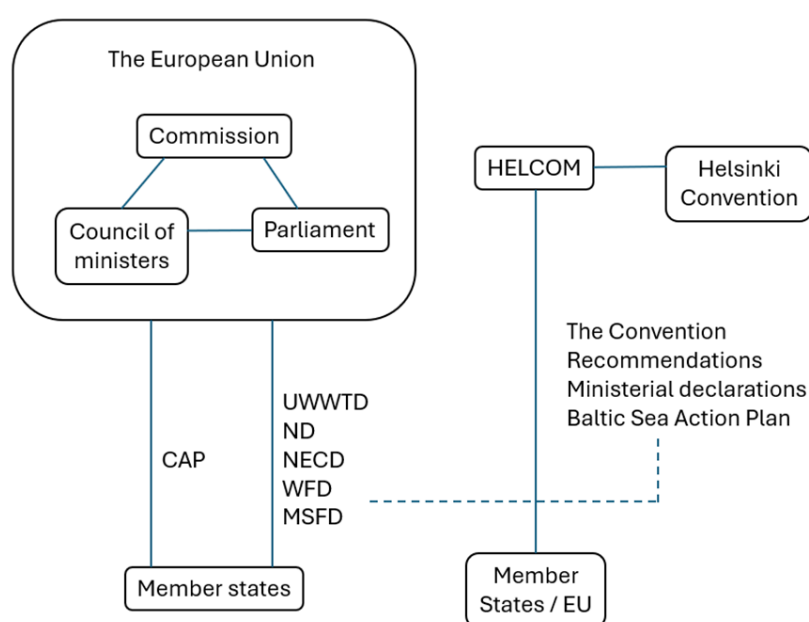 The European Union
Commission
Council of
ministers
Parliament
HELCOM
Helsinki
Convention
The Convention
Recommendations
Ministerial declarations
Baltic Sea Action Plan
CAP
UWWTD
ND
NECD
WFD
MSFD
Member states
Member
States / EU